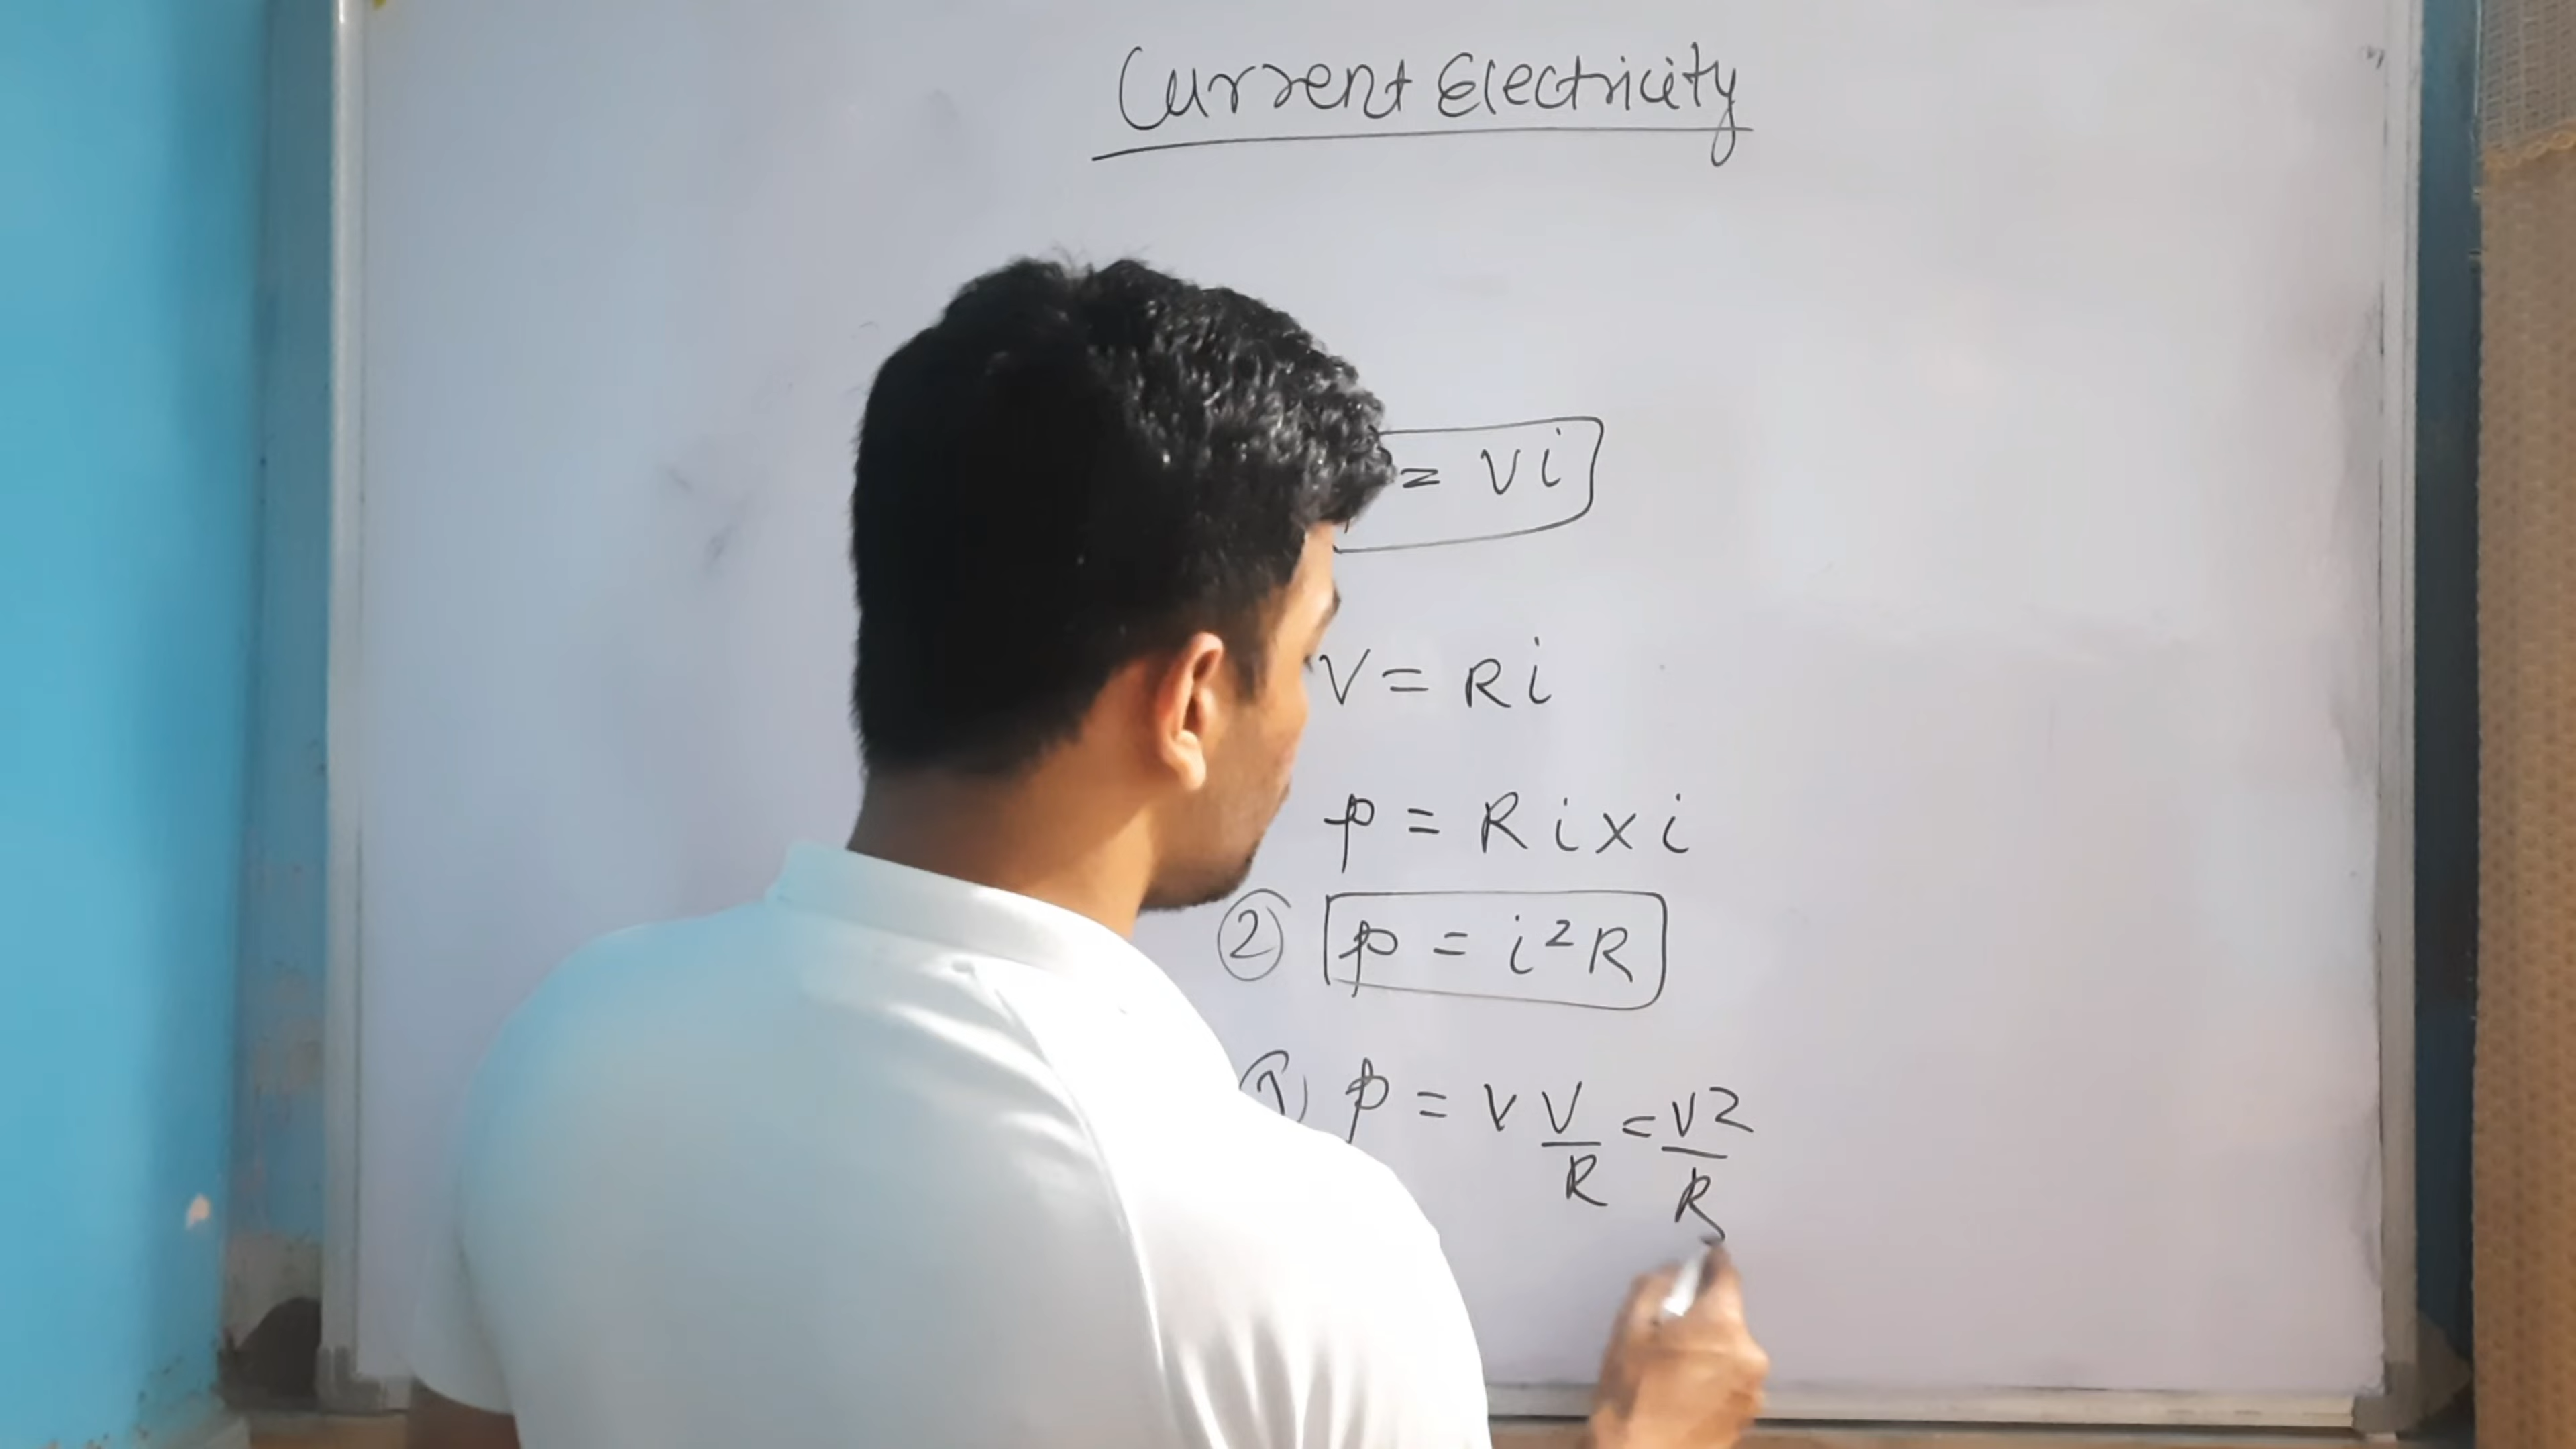 Current Electricity
= Vi
V = Ri
p = Ri x i
② p = i²R
p = V V/R = V²/R